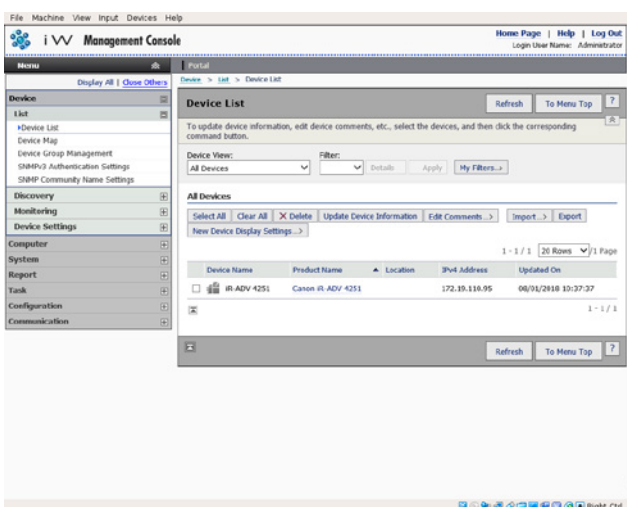 File Machine View Input Devices Help
iW Management Console
Home Page | Help | Log Out
Login User Name: Administrator
Menu
Portal
Display All | Close Others
Device > List > Device List
Device
List
Device List
Device Map
Device Group Management
SNMPv3 Authentication Settings
SNMP Community Name Settings
Discovery
Monitoring
Device Settings
Computer
System
Report
Task
Configuration
Communication
Device List
Refresh To Menu Top ?
To update device information, edit device comments, etc., select the devices, and then click the corresponding
command button.
Device View: Filter:
All Devices Details Apply My Filters...>
All Devices
Select All Clear All X Delete Update Device Information Edit Comments...> Import...> Export
New Device Display Settings...>
1 - 1 / 1 20 Rows 1/1 Page
Device Name Product Name ▲ Location IPv4 Address Updated On
iR-ADV 4251 Canon iR-ADV 4251 172.19.110.95 08/01/2018 10:37:37
1 - 1 / 1
Refresh To Menu Top ?
Right Ctrl